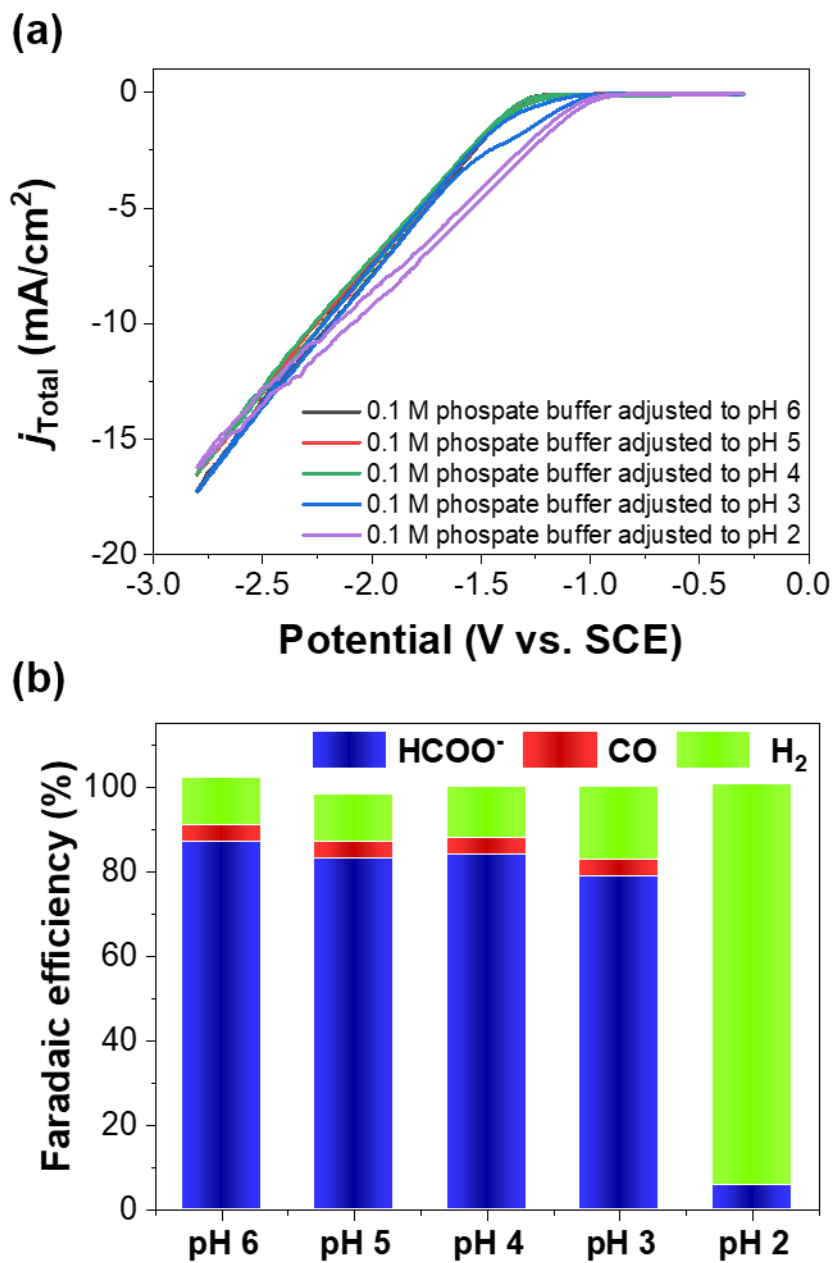 (a)
0
-5
-10
-15
-20
j_Total (mA/cm²)
0.1 M phospate buffer adjusted to pH 6
0.1 M phospate buffer adjusted to pH 5
0.1 M phospate buffer adjusted to pH 4
0.1 M phospate buffer adjusted to pH 3
0.1 M phospate buffer adjusted to pH 2
-3.0 -2.5 -2.0 -1.5 -1.0 -0.5 0.0
Potential (V vs. SCE)
(b)
HCOO⁻ CO H₂
100
80
60
40
20
0
Faradaic efficiency (%)
pH 6 pH 5 pH 4 pH 3 pH 2